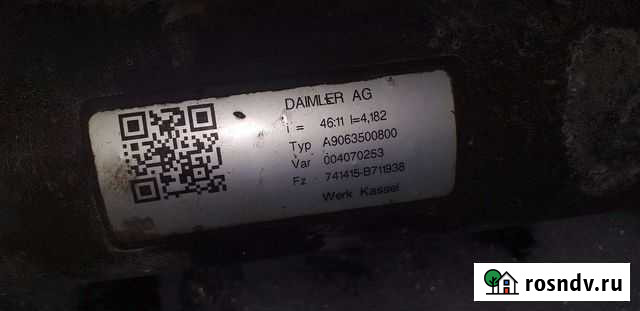 DAIMLER AG
i = 46:11 I=4,182
Typ A9063500800
Var 004070253
Fz 741415-B711938
Werk Kassel
rosndv.ru